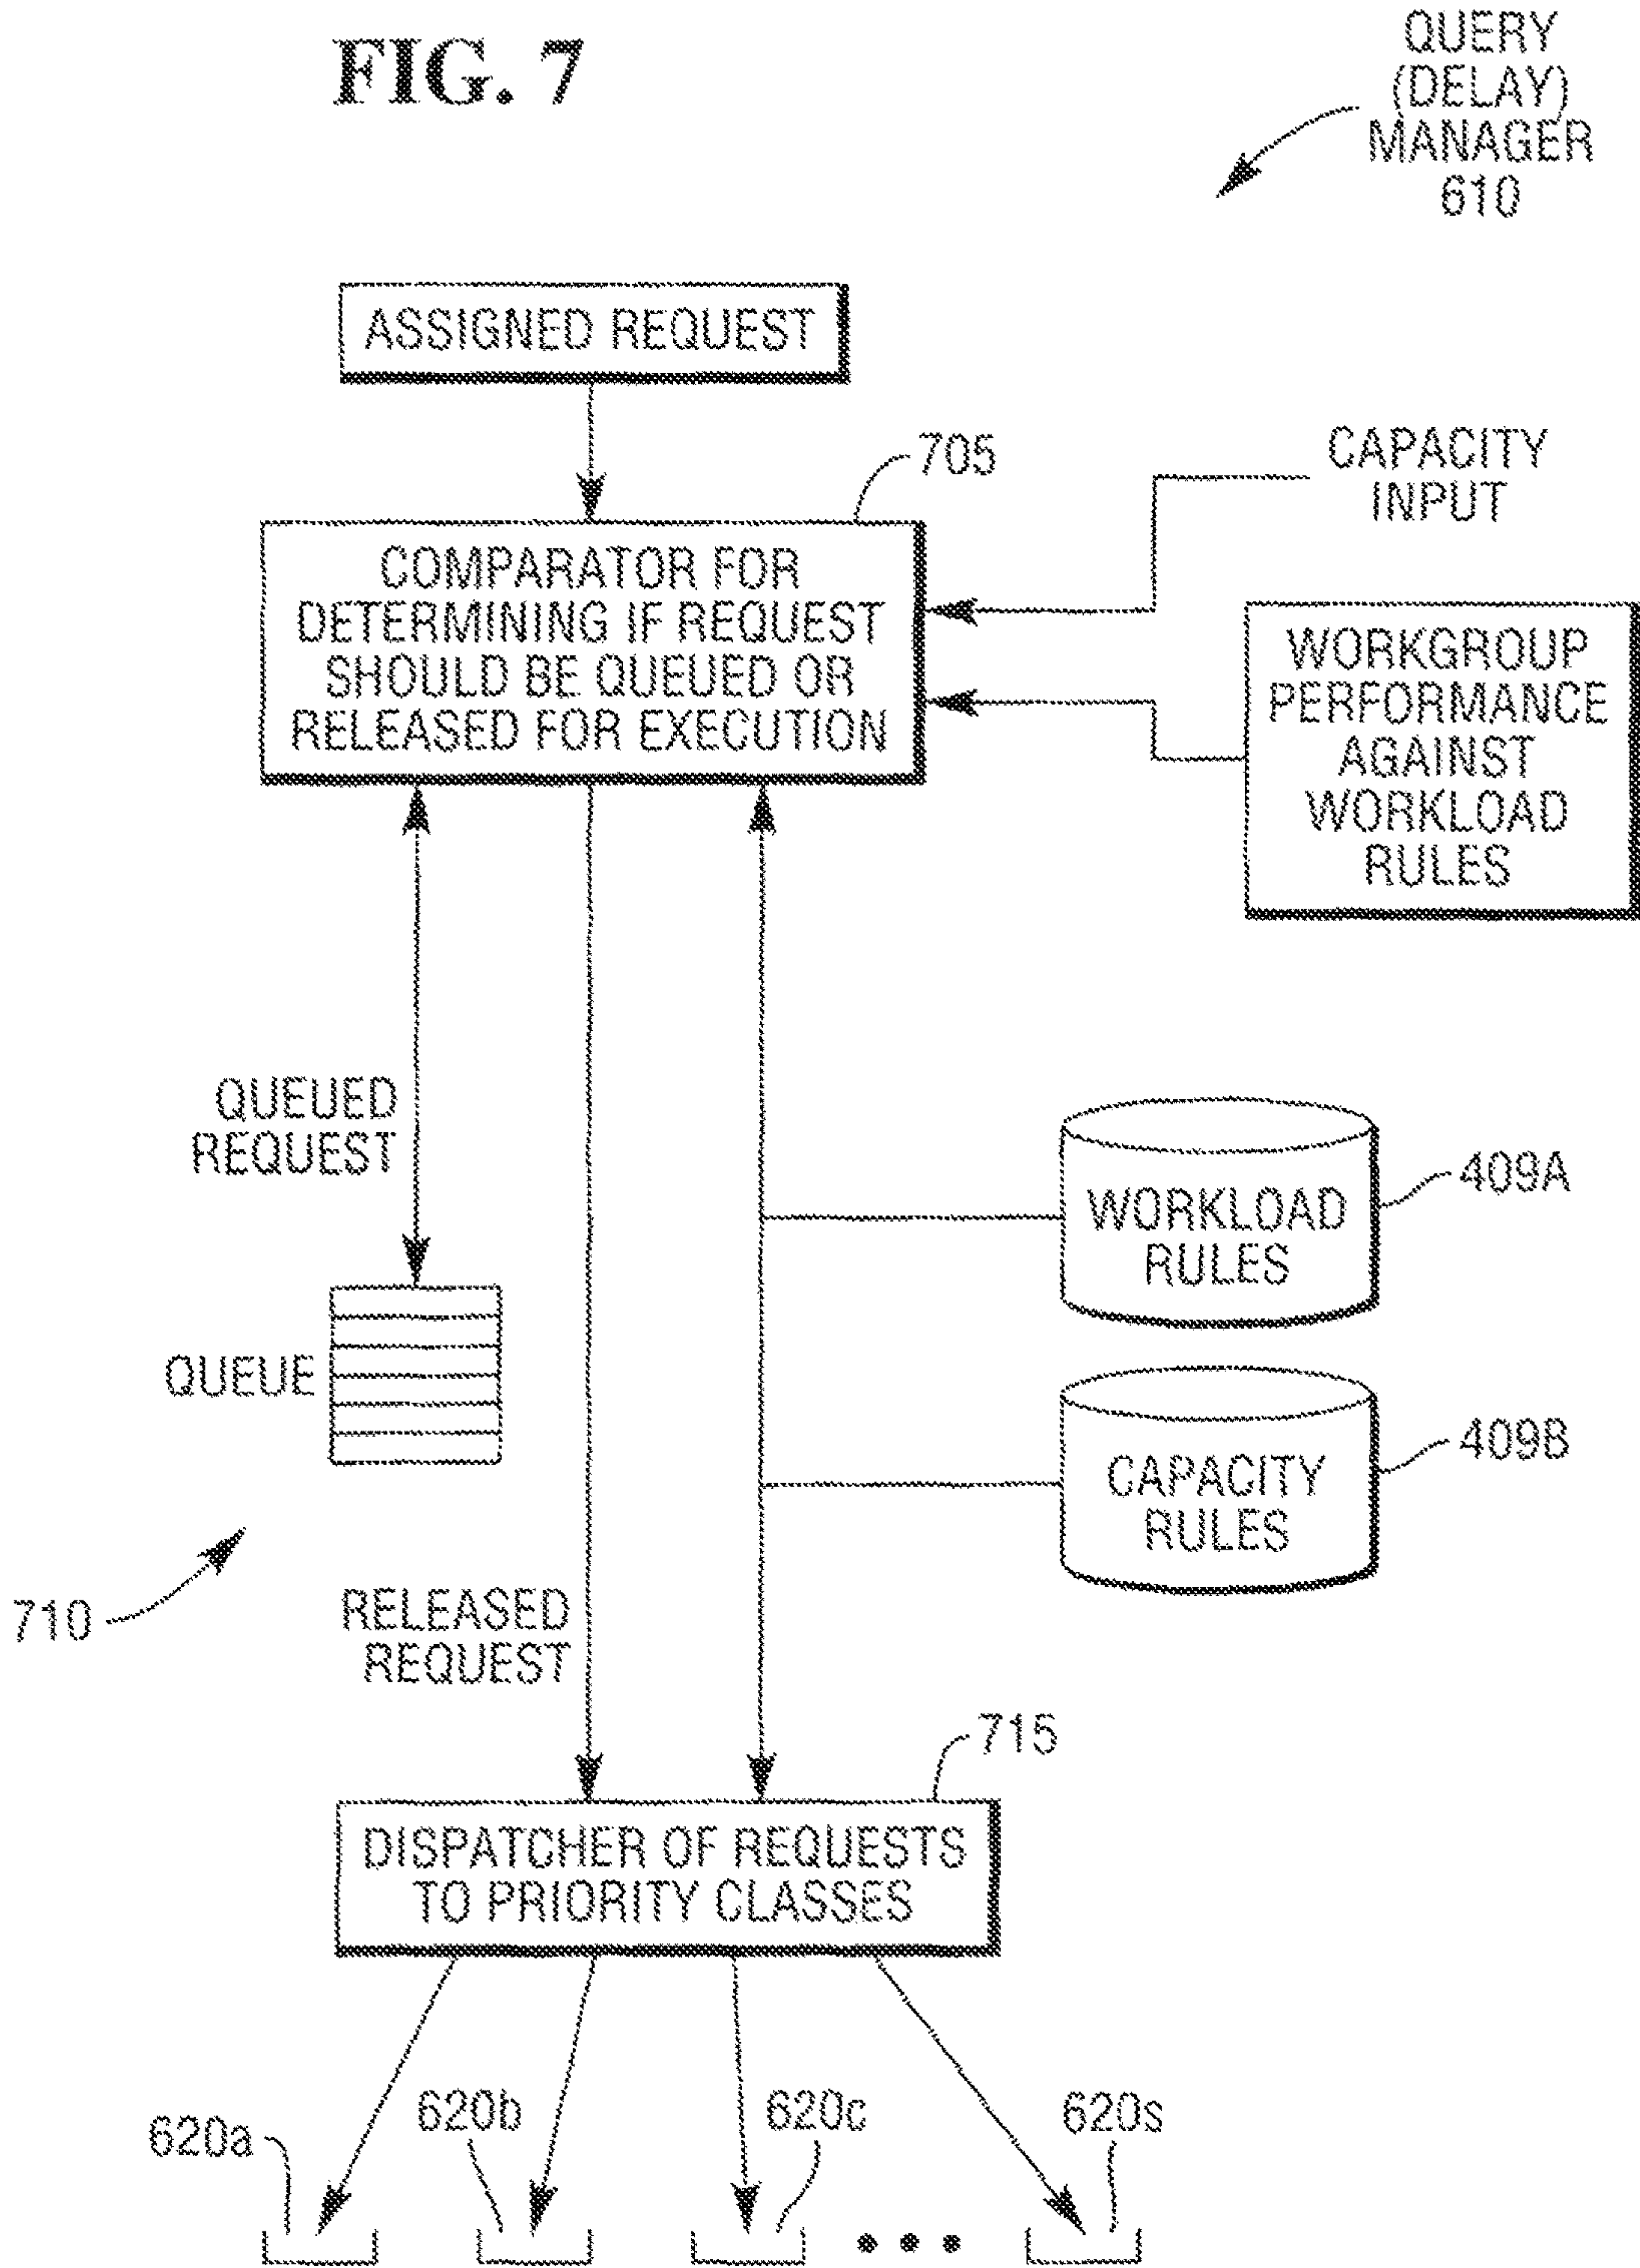 FIG. 7
QUERY
(DELAY)
MANAGER
610
ASSIGNED REQUEST
705
CAPACITY
INPUT
COMPARATOR FOR
DETERMINING IF REQUEST
SHOULD BE QUEUED OR
RELEASED FOR EXECUTION
WORKGROUP
PERFORMANCE
AGAINST
WORKLOAD
RULES
QUEUED
REQUEST
409A
WORKLOAD
RULES
QUEUE
409B
CAPACITY
RULES
710
RELEASED
REQUEST
715
DISPATCHER OF REQUESTS
TO PRIORITY CLASSES
620a
620b
620c
620s